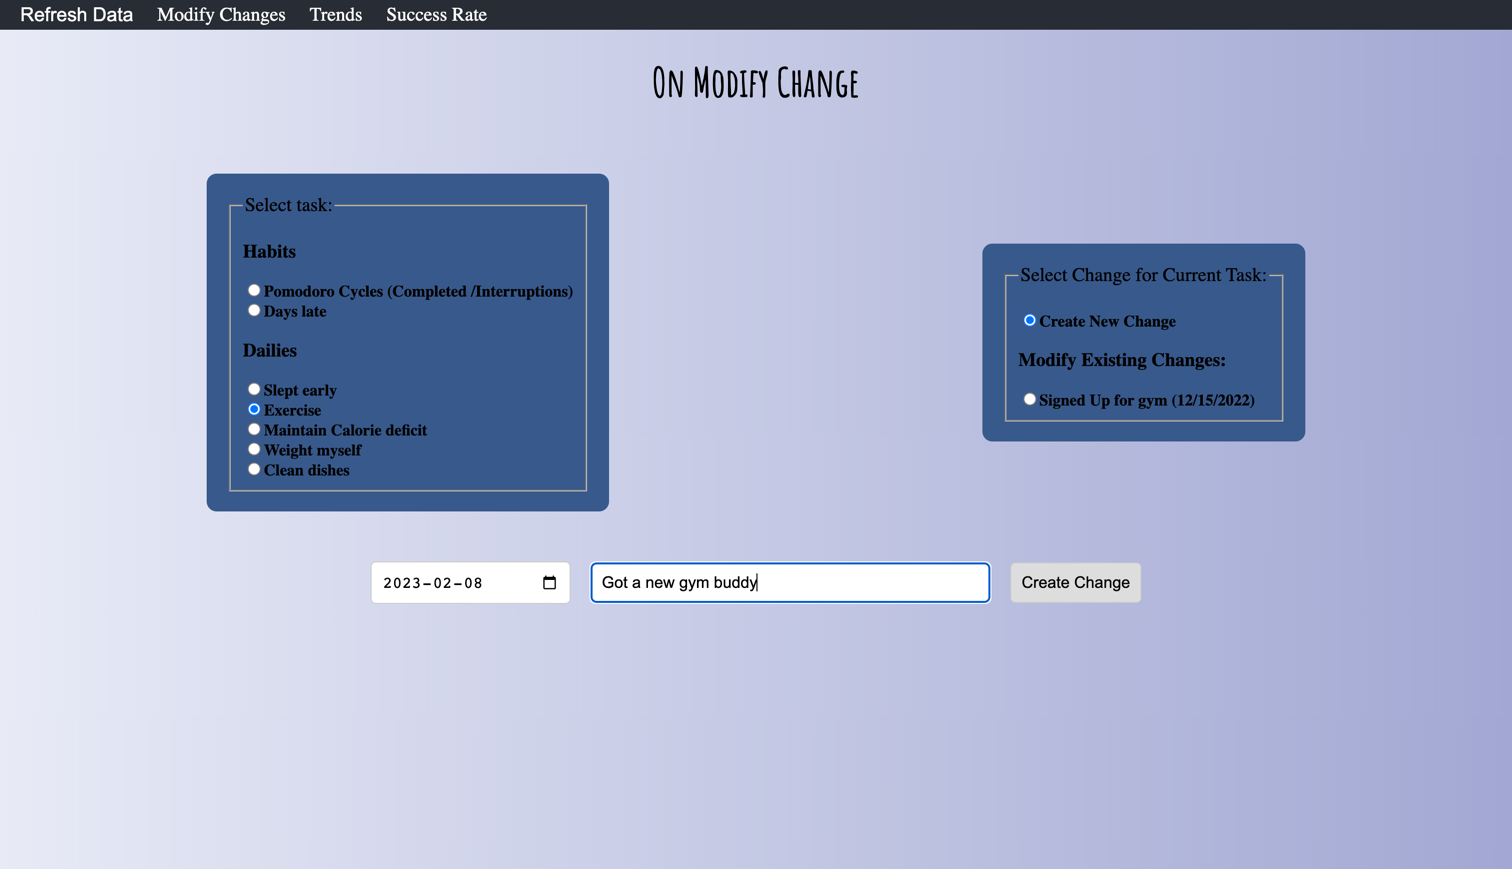 Refresh Data Modify Changes Trends Success Rate
On Modify Change
Select task:
Habits
Pomodoro Cycles (Completed /Interruptions)
Days late
Dailies
Slept early
Exercise
Maintain Calorie deficit
Weight myself
Clean dishes
Select Change for Current Task:
Create New Change
Modify Existing Changes:
Signed Up for gym (12/15/2022)
2023-02-08 Got a new gym buddy Create Change